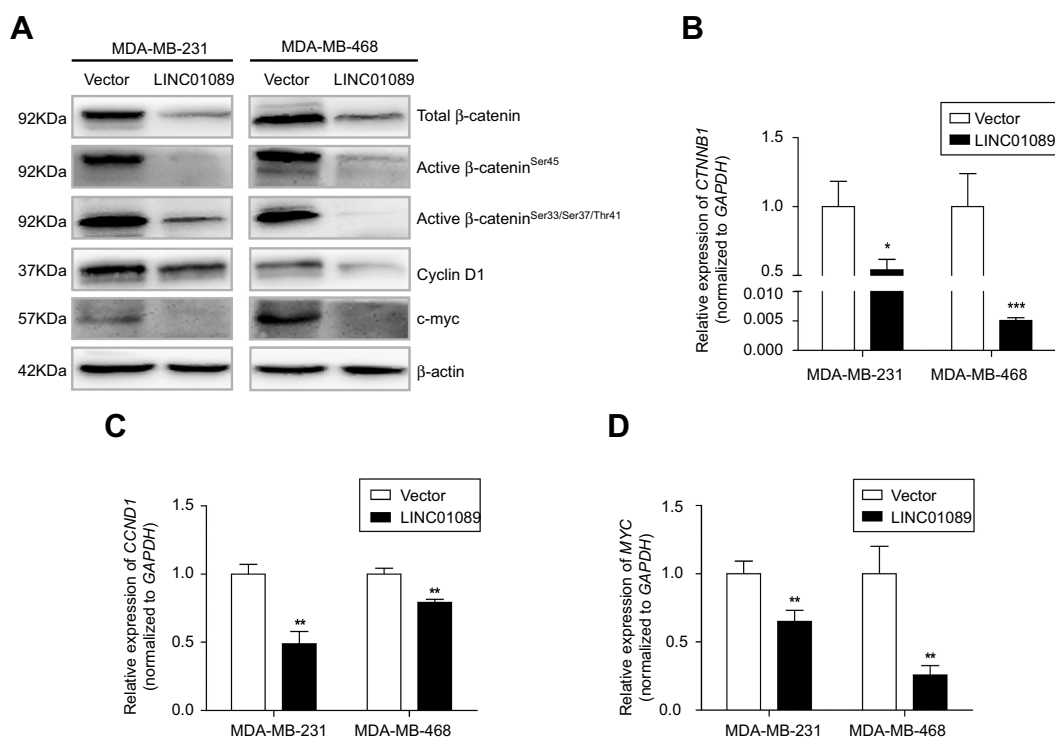 A
MDA-MB-231 MDA-MB-468
Vector LINC01089 Vector LINC01089
92KDa Total β-catenin
92KDa Active β-catenin^Ser45
92KDa Active β-catenin^Ser33/Ser37/Thr41
37KDa Cyclin D1
57KDa c-myc
42KDa β-actin
B
Vector
LINC01089
Relative expression of CTNNB1
(normalized to GAPDH)
1.5
1.0
0.5
0.010
0.005
0.000
*
***
MDA-MB-231 MDA-MB-468
C
Vector
LINC01089
Relative expression of CCND1
(normalized to GAPDH)
1.5
1.0
0.5
0.0
**
**
MDA-MB-231 MDA-MB-468
D
Vector
LINC01089
Relative expression of MYC
(normalized to GAPDH)
1.5
1.0
0.5
0.0
**
**
MDA-MB-231 MDA-MB-468